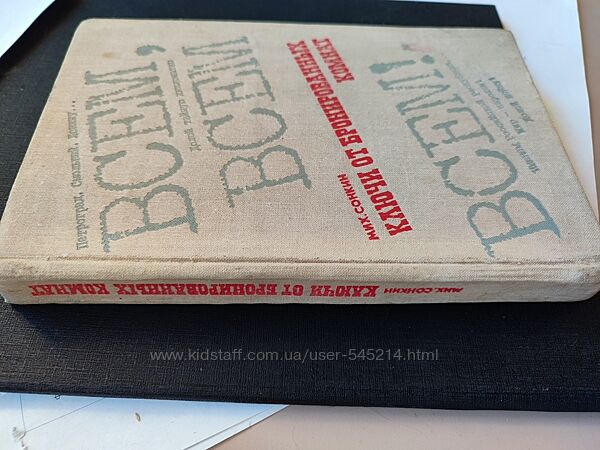 Петроград, Смольный, Ленину...
ВСЕМ,
ВСЕМ
МИХ. СОНКИН
КЛЮЧИ ОТ БРОНИРОВАННЫХ
КОМНАТ
ВСЕМ!
МИХ. СОНКИН КЛЮЧИ ОТ БРОНИРОВАННЫХ КОМНАТ
www.kidstaff.com.ua/user-545214.html